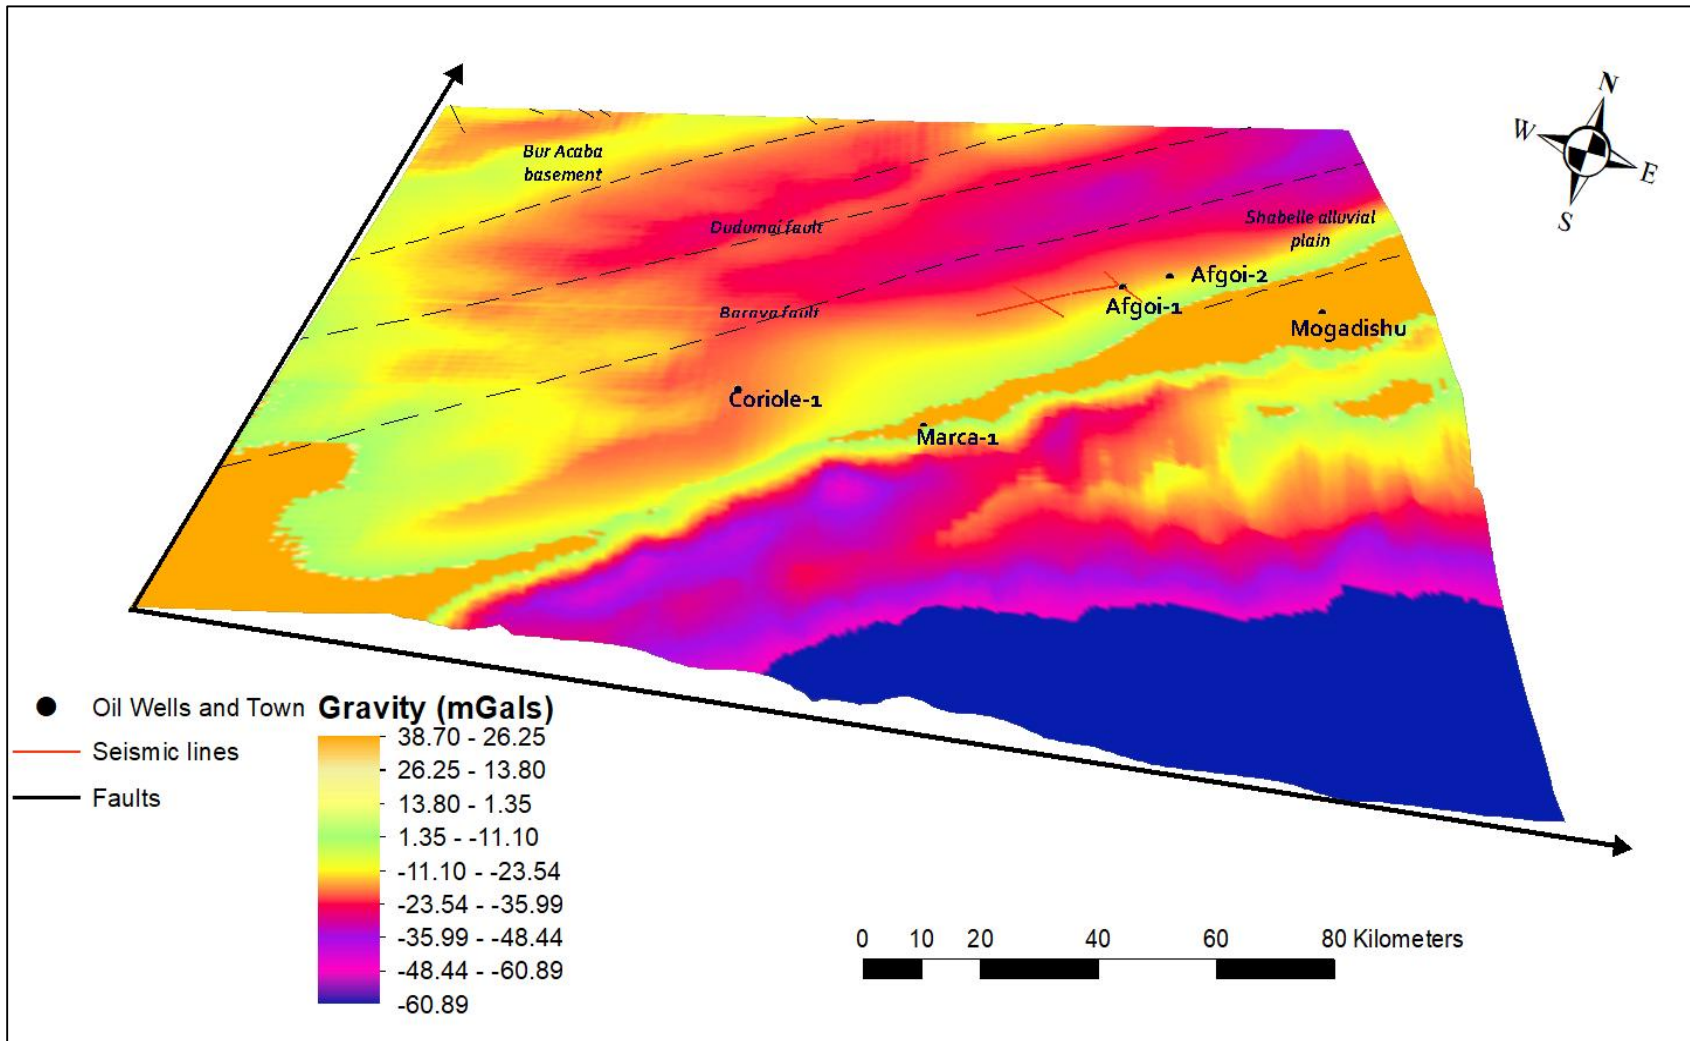 N
W
E
S
Bur Acaba
basement
Dudumai fault
Shabelle alluvial
plain
Afgoi-2
Afgoi-1
Barava fault
Mogadishu
Coriole-1
Marca-1
Oil Wells and Town
Seismic lines
Faults
Gravity (mGals)
38.70 - 26.25
26.25 - 13.80
13.80 - 1.35
1.35 - -11.10
-11.10 - -23.54
-23.54 - -35.99
-35.99 - -48.44
-48.44 - -60.89
-60.89
0 10 20 40 60 80 Kilometers